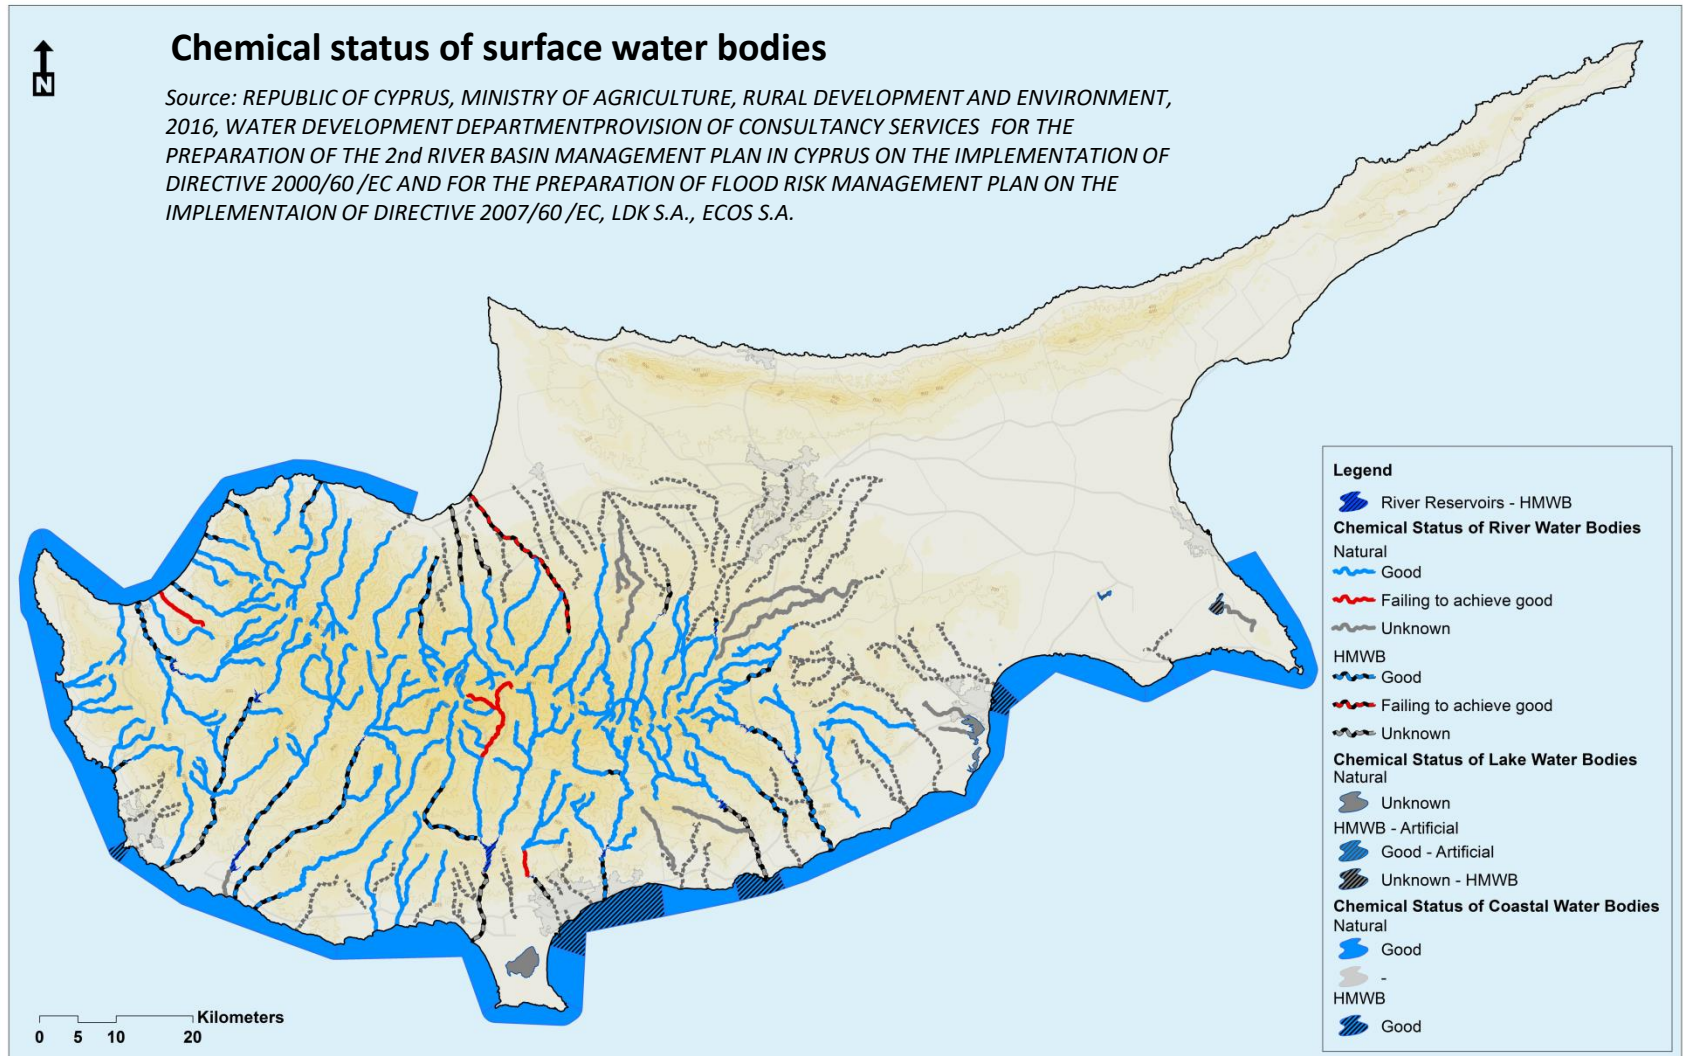 Chemical status of surface water bodies
N
Source: REPUBLIC OF CYPRUS, MINISTRY OF AGRICULTURE, RURAL DEVELOPMENT AND ENVIRONMENT,
2016, WATER DEVELOPMENT DEPARTMENTPROVISION OF CONSULTANCY SERVICES FOR THE
PREPARATION OF THE 2nd RIVER BASIN MANAGEMENT PLAN IN CYPRUS ON THE IMPLEMENTATION OF
DIRECTIVE 2000/60 /EC AND FOR THE PREPARATION OF FLOOD RISK MANAGEMENT PLAN ON THE
IMPLEMENTAION OF DIRECTIVE 2007/60 /EC, LDK S.A., ECOS S.A.
Legend
River Reservoirs - HMWB
Chemical Status of River Water Bodies
Natural
Good
Failing to achieve good
Unknown
HMWB
Good
Failing to achieve good
Unknown
Chemical Status of Lake Water Bodies
Natural
Unknown
HMWB - Artificial
Good - Artificial
Unknown - HMWB
Chemical Status of Coastal Water Bodies
Natural
Good
-
HMWB
Good
Kilometers
0 5 10 20